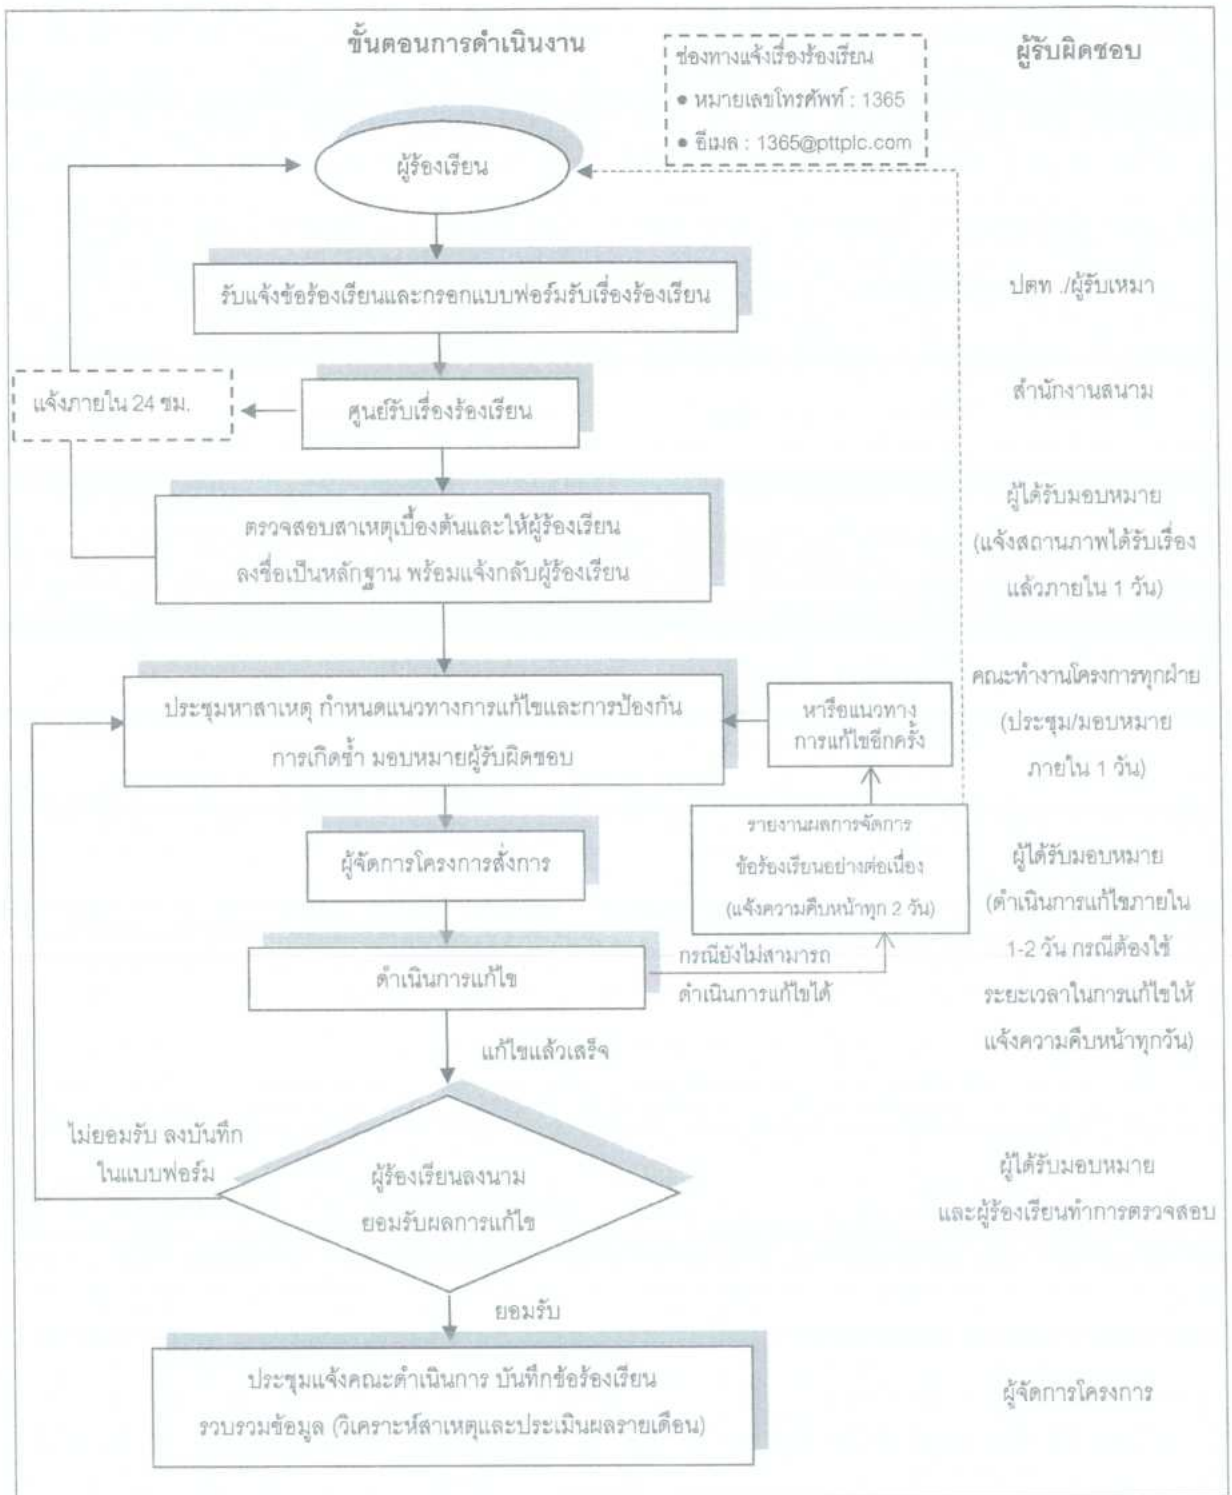 ขั้นตอนการดำเนินงาน
ผู้รับผิดชอบ
ช่องทางแจ้งเรื่องร้องเรียน
• หมายเลขโทรศัพท์ : 1365
• อีเมล : 1365@pttplc.com
ผู้ร้องเรียน
รับแจ้งข้อร้องเรียนและกรอกแบบฟอร์มรับเรื่องร้องเรียน
ปตท ./ผู้รับเหมา
แจ้งภายใน 24 ชม.
ศูนย์รับเรื่องร้องเรียน
สำนักงานสนาม
ตรวจสอบสาเหตุเบื้องต้นและให้ผู้ร้องเรียน
ลงชื่อเป็นหลักฐาน พร้อมแจ้งกลับผู้ร้องเรียน
ผู้ได้รับมอบหมาย
(แจ้งสถานภาพได้รับเรื่อง
แล้วภายใน 1 วัน)
ประชุมหาสาเหตุ กำหนดแนวทางการแก้ไขและการป้องกัน
การเกิดซ้ำ มอบหมายผู้รับผิดชอบ
หารือแนวทาง
การแก้ไขอีกครั้ง
คณะทำงานโครงการทุกฝ่าย
(ประชุม/มอบหมาย
ภายใน 1 วัน)
ผู้จัดการโครงการสั่งการ
รายงานผลการจัดการ
ข้อร้องเรียนอย่างต่อเนื่อง
(แจ้งความคืบหน้าทุก 2 วัน)
ดำเนินการแก้ไข
กรณียังไม่สามารถ
ดำเนินการแก้ไขได้
ผู้ได้รับมอบหมาย
(ดำเนินการแก้ไขภายใน
1-2 วัน กรณีต้องใช้
ระยะเวลาในการแก้ไขให้
แจ้งความคืบหน้าทุกวัน)
แก้ไขแล้วเสร็จ
ไม่ยอมรับ ลงบันทึก
ในแบบฟอร์ม
ผู้ร้องเรียนลงนาม
ยอมรับผลการแก้ไข
ผู้ได้รับมอบหมาย
และผู้ร้องเรียนทำการตรวจสอบ
ยอมรับ
ประชุมแจ้งคณะดำเนินการ บันทึกข้อร้องเรียน
รวบรวมข้อมูล (วิเคราะห์สาเหตุและประเมินผลรายเดือน)
ผู้จัดการโครงการ